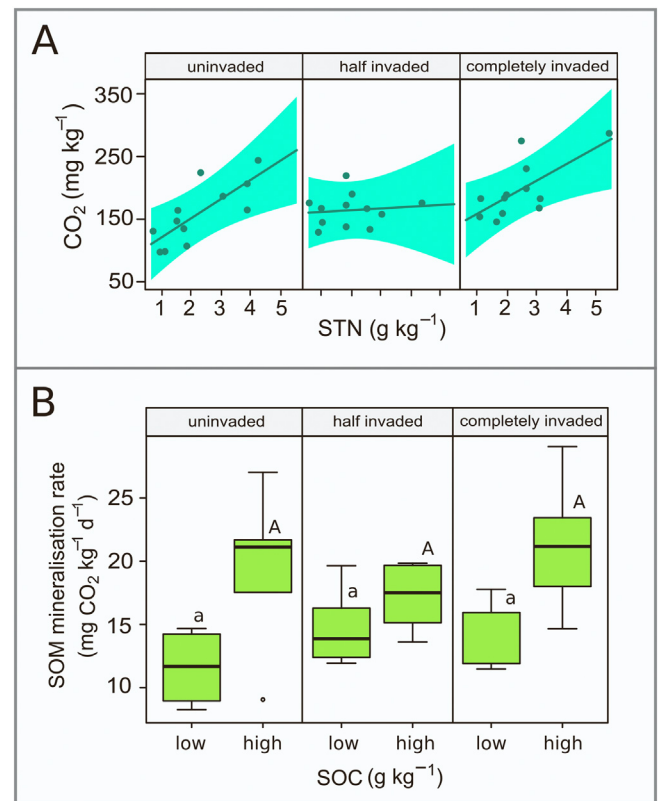 A
uninvaded half invaded completely invaded
CO₂ (mg kg⁻¹)
350
250
150
50
1 2 3 4 5 1 2 3 4 5
STN (g kg⁻¹)
B
uninvaded half invaded completely invaded
SOM mineralisation rate
(mg CO₂ kg⁻¹ d⁻¹)
25
20
15
10
a A a A a A
low high low high low high
SOC (g kg⁻¹)